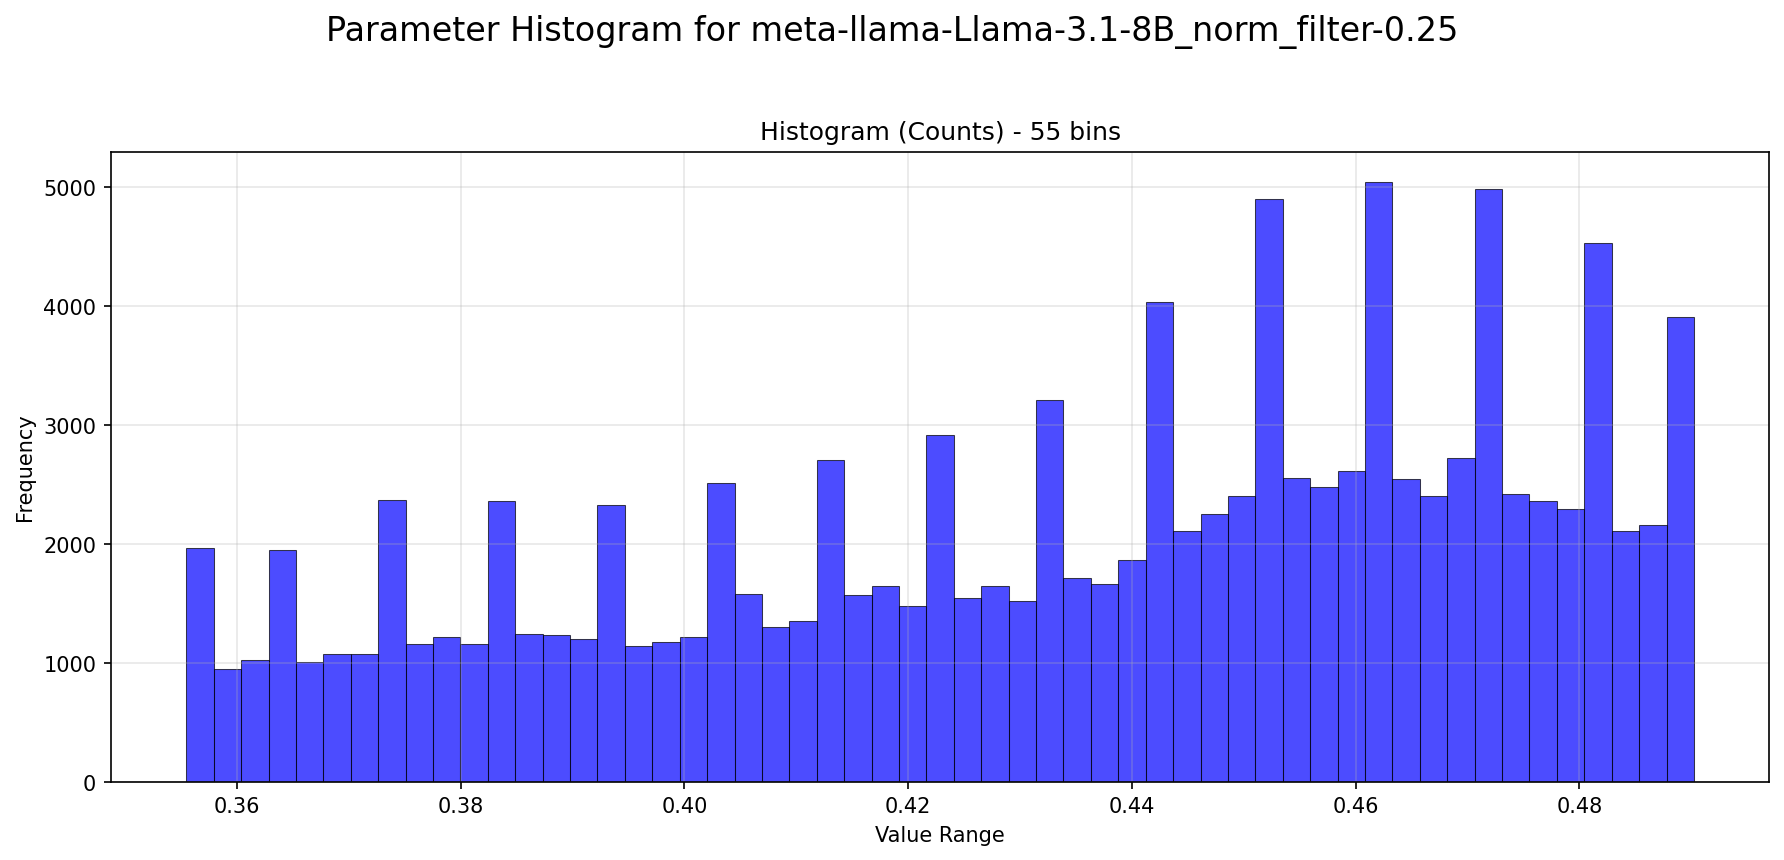 Parameter Histogram for meta-llama-Llama-3.1-8B_norm_filter-0.25
Histogram (Counts) - 55 bins
5000
4000
3000
2000
1000
0
Frequency
0.36 0.38 0.40 0.42 0.44 0.46 0.48
Value Range